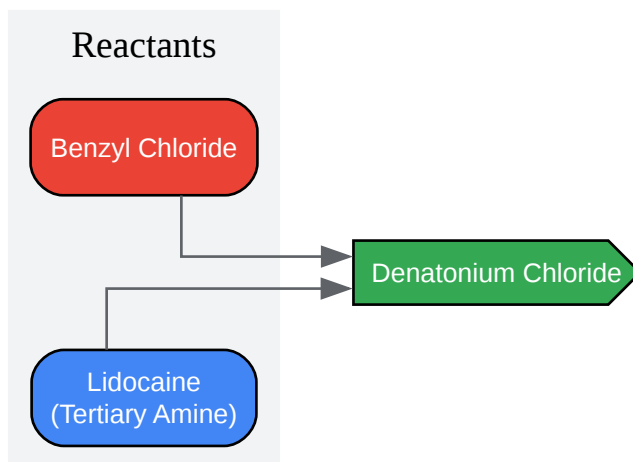 Reactants
Benzyl Chloride
Denatonium Chloride
Lidocaine
(Tertiary Amine)